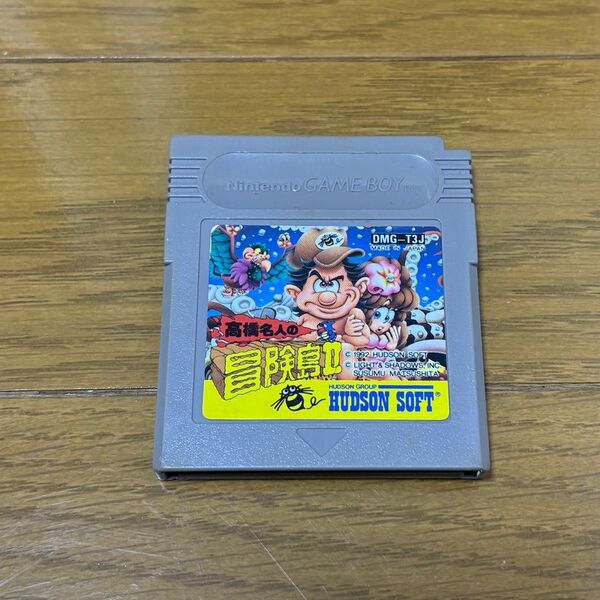 Nintendo GAME BOY
DMG-T3J
MADE IN JAPAN
高橋名人の
冒険島II
© 1992 HUDSON SOFT
© LIGHT & SHADOWS, INC.
SUSUMU MATSUSHITA
HUDSON GROUP
HUDSON SOFT®